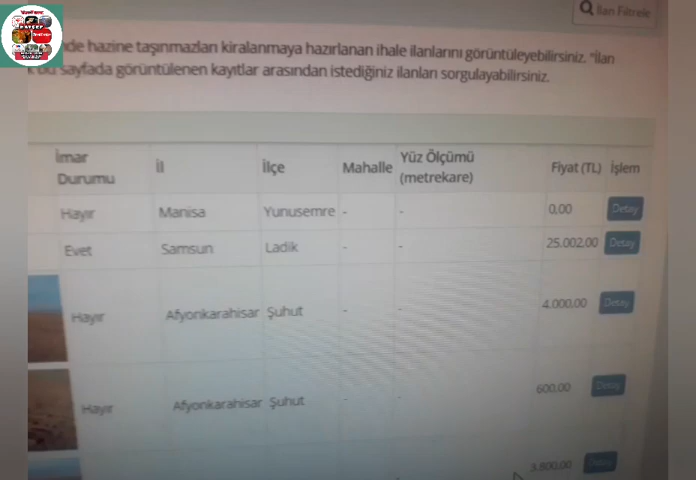 İlan Filtrele
de hazine taşınmazları kiralanmaya hazırlanan ihale ilanlarını görüntüleyebilirsiniz. "İlan
bu sayfada görüntülenen kayıtlar arasından istediğiniz ilanları sorgulayabilirsiniz.
İmar Durumu İl İlçe Mahalle Yüz Ölçümü (metrekare) Fiyat (TL) İşlem
Hayır Manisa Yunusemre - - 0,00 Detay
Evet Samsun Ladik - - 25.002,00 Detay
Hayır Afyonkarahisar Şuhut - - 4.000,00 Detay
Hayır Afyonkarahisar Şuhut - - 600,00 Detay
3.800,00 Detay